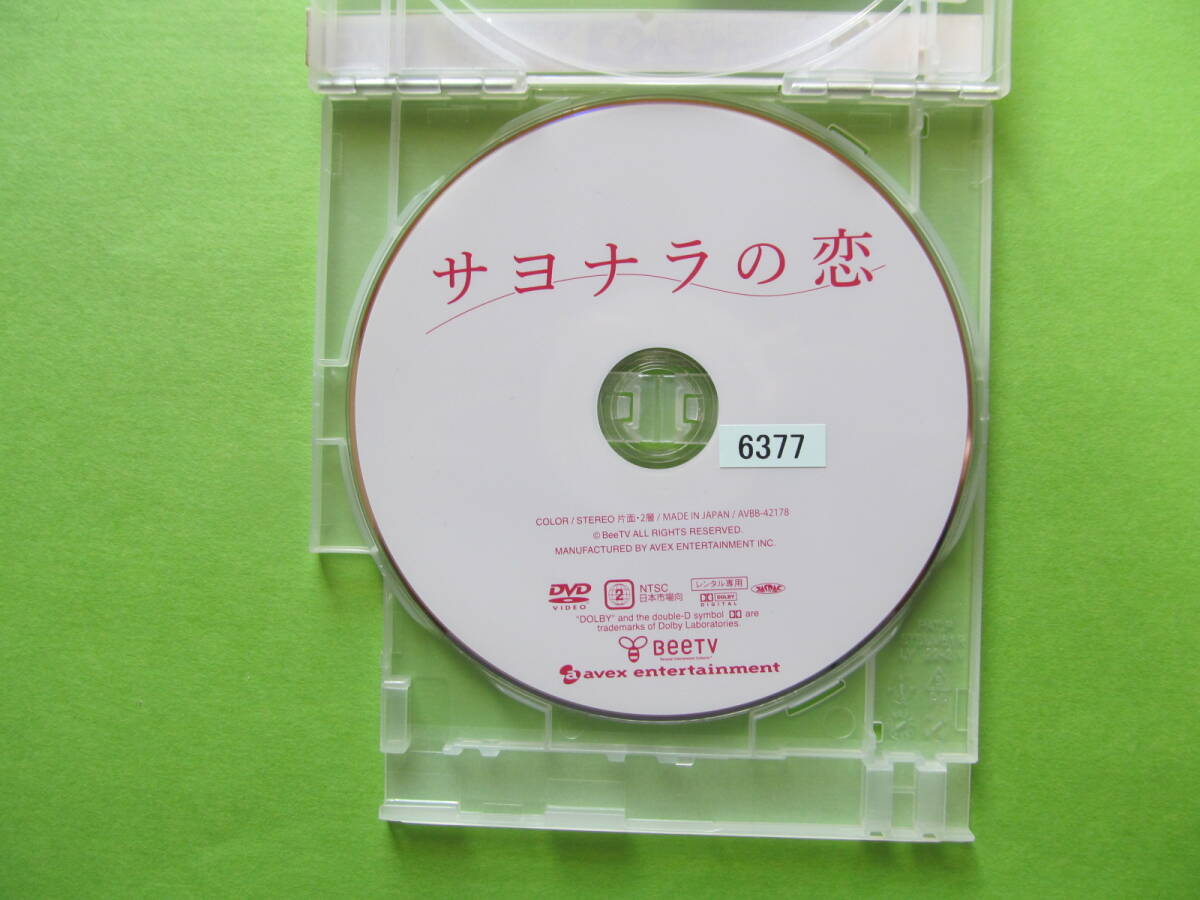 サヨナラの恋
6377
COLOR / STEREO 片面・2層 / MADE IN JAPAN / AVBB-42178
© BeeTV ALL RIGHTS RESERVED.
MANUFACTURED BY AVEX ENTERTAINMENT INC.
DVD VIDEO
2
NTSC
日本市場向
レンタル専用
DOLBY DIGITAL
"DOLBY" and the double-D symbol are
trademarks of Dolby Laboratories.
BeeTV
avex entertainment